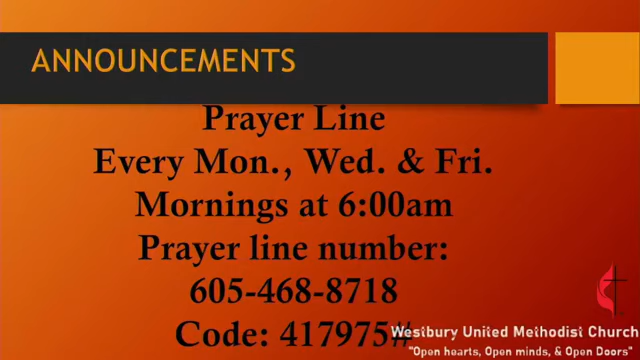 ANNOUNCEMENTS
Prayer Line
Every Mon., Wed. & Fri.
Mornings at 6:00am
Prayer line number:
605-468-8718
Code: 417975#
Westbury United Methodist Church
"Open hearts, Open minds, & Open Doors"